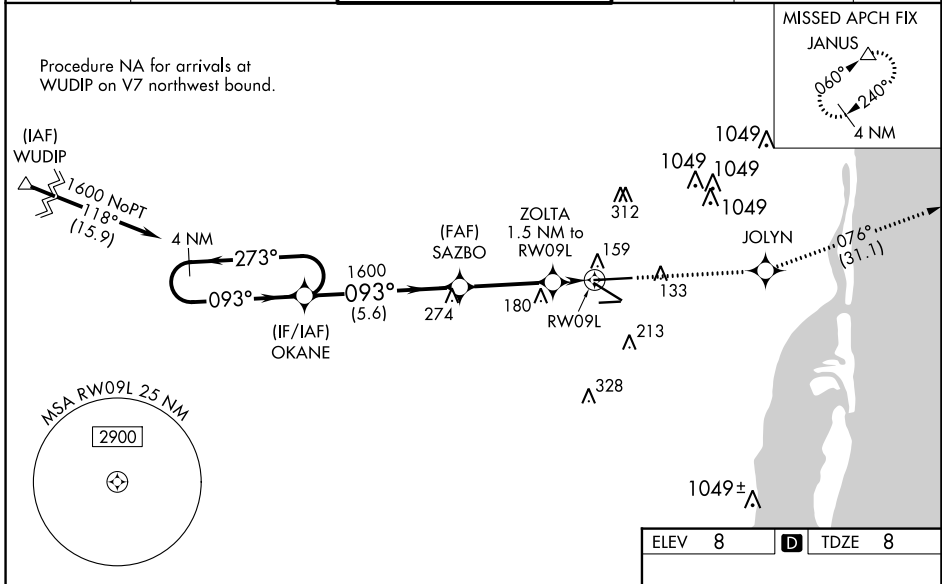 MISSED APCH FIX
JANUS
060°
240°
4 NM
Procedure NA for arrivals at
WUDIP on V7 northwest bound.
(IAF)
WUDIP
1600 NoPT
118°
(15.9)
4 NM
273°
093°
(IF/IAF)
OKANE
1600
093°
(5.6)
(FAF)
SAZBO
274
ZOLTA
1.5 NM to
RW09L
180
159
RW09L
312
1049
1049
1049
1049
133
213
328
JOLYN
076°
(31.1)
MSA RW09L 25 NM
2900
1049±
ELEV 8 D TDZE 8